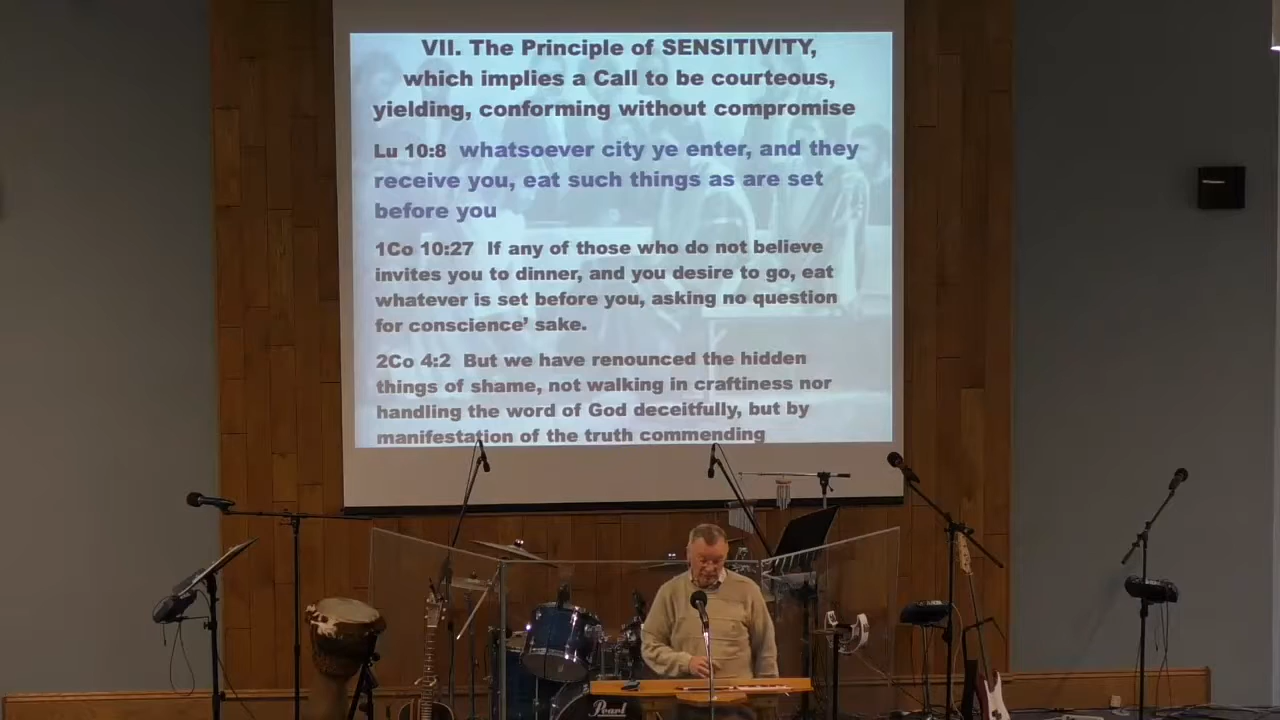 VII. The Principle of SENSITIVITY,
which implies a Call to be courteous,
yielding, conforming without compromise
Lu 10:8 whatsoever city ye enter, and they
receive you, eat such things as are set
before you
1Co 10:27 If any of those who do not believe
invites you to dinner, and you desire to go, eat
whatever is set before you, asking no question
for conscience’ sake.
2Co 4:2 But we have renounced the hidden
things of shame, not walking in craftiness nor
handling the word of God deceitfully, but by
manifestation of the truth commending
Pearl